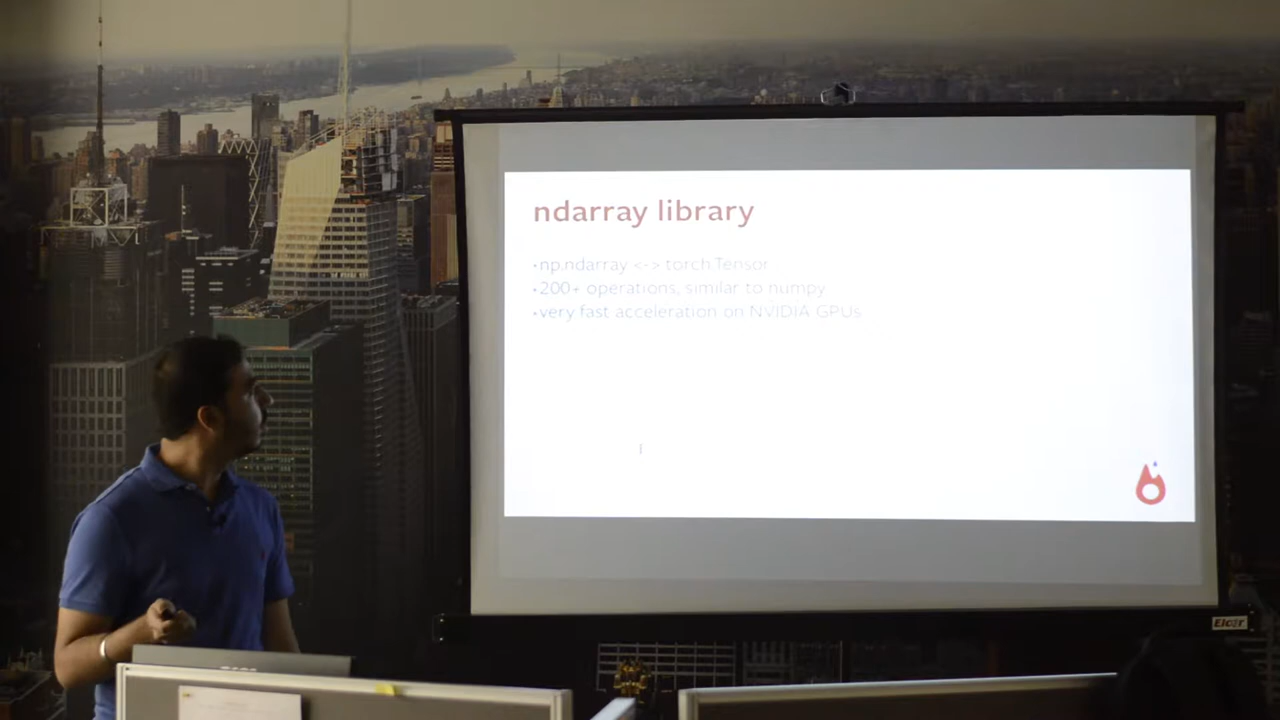 ndarray library
•np.ndarray <-> torch.Tensor
•200+ operations, similar to numpy
•very fast acceleration on NVIDIA GPUs